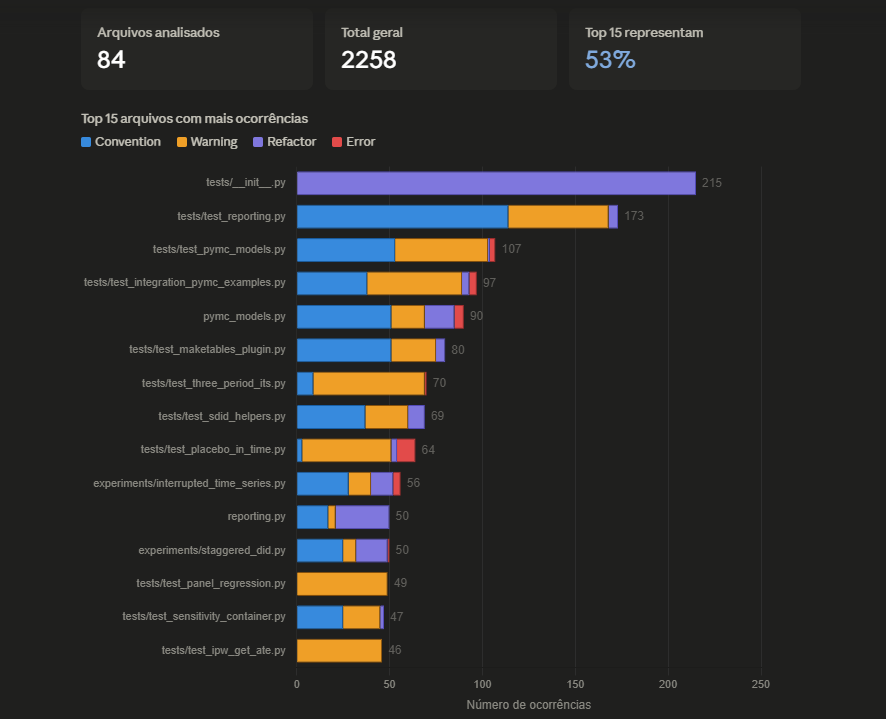 Arquivos analisados
84
Total geral
2258
Top 15 representam
53%
Top 15 arquivos com mais ocorrências
Convention Warning Refactor Error
tests/__init__.py 215
tests/test_reporting.py 173
tests/test_pymc_models.py 107
tests/test_integration_pymc_examples.py 97
pymc_models.py 90
tests/test_maketables_plugin.py 80
tests/test_three_period_its.py 70
tests/test_sdid_helpers.py 69
tests/test_placebo_in_time.py 64
experiments/interrupted_time_series.py 56
reporting.py 50
experiments/staggered_did.py 50
tests/test_panel_regression.py 49
tests/test_sensitivity_container.py 47
tests/test_ipw_get_ate.py 46
0 50 100 150 200 250
Número de ocorrências